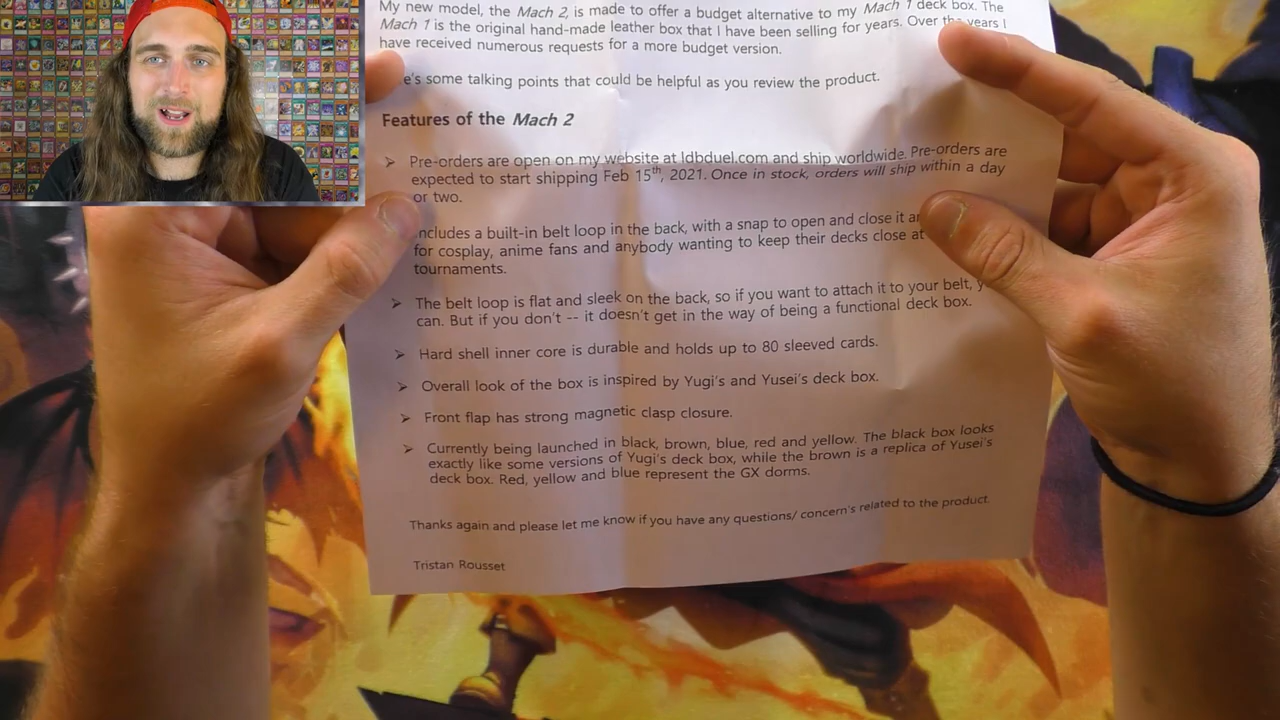 My new model, the Mach 2, is made to offer a budget alternative to my Mach 1 deck box. The
Mach 1 is the original hand-made leather box that I have been selling for years. Over the years I
have received numerous requests for a more budget version.
e's some talking points that could be helpful as you review the product.
Features of the Mach 2
➢ Pre-orders are open on my website at ldbduel.com and ship worldwide. Pre-orders are
expected to start shipping Feb 15th, 2021. Once in stock, orders will ship within a day
or two.
ncludes a built-in belt loop in the back, with a snap to open and close it
for cosplay, anime fans and anybody wanting to keep their decks close at
tournaments.
➢ The belt loop is flat and sleek on the back, so if you want to attach it to your belt,
can. But if you don't -- it doesn't get in the way of being a functional deck box.
➢ Hard shell inner core is durable and holds up to 80 sleeved cards.
➢ Overall look of the box is inspired by Yugi's and Yusei's deck box.
➢ Front flap has strong magnetic clasp closure.
➢ Currently being launched in black, brown, blue, red and yellow. The black box looks
exactly like some versions of Yugi's deck box, while the brown is a replica of Yusei's
deck box. Red, yellow and blue represent the GX dorms.
Thanks again and please let me know if you have any questions/ concern's related to the product.
Tristan Rousset